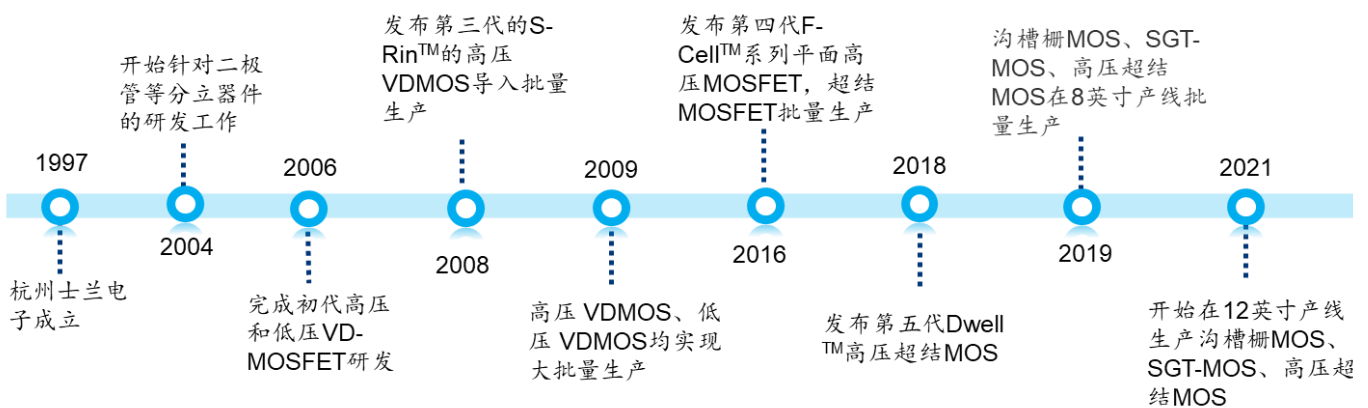 1997
杭州士兰电
子成立
开始针对二极
管等分立器件
的研发工作
2004
2006
完成初代高压
和低压VD-
MOSFET研发
发布第三代的S-
Rin™的高压
VDMOS导入批量
生产
2008
2009
高压 VDMOS、低
压 VDMOS均实现
大批量生产
发布第四代F-
Cell™系列平面高
压MOSFET，超结
MOSFET批量生产
2016
2018
发布第五代Dwell
™高压超结MOS
沟槽栅MOS、SGT-
MOS、高压超结
MOS在8英寸产线批
量生产
2019
2021
开始在12英寸产线
生产沟槽栅MOS、
SGT-MOS、高压超
结MOS